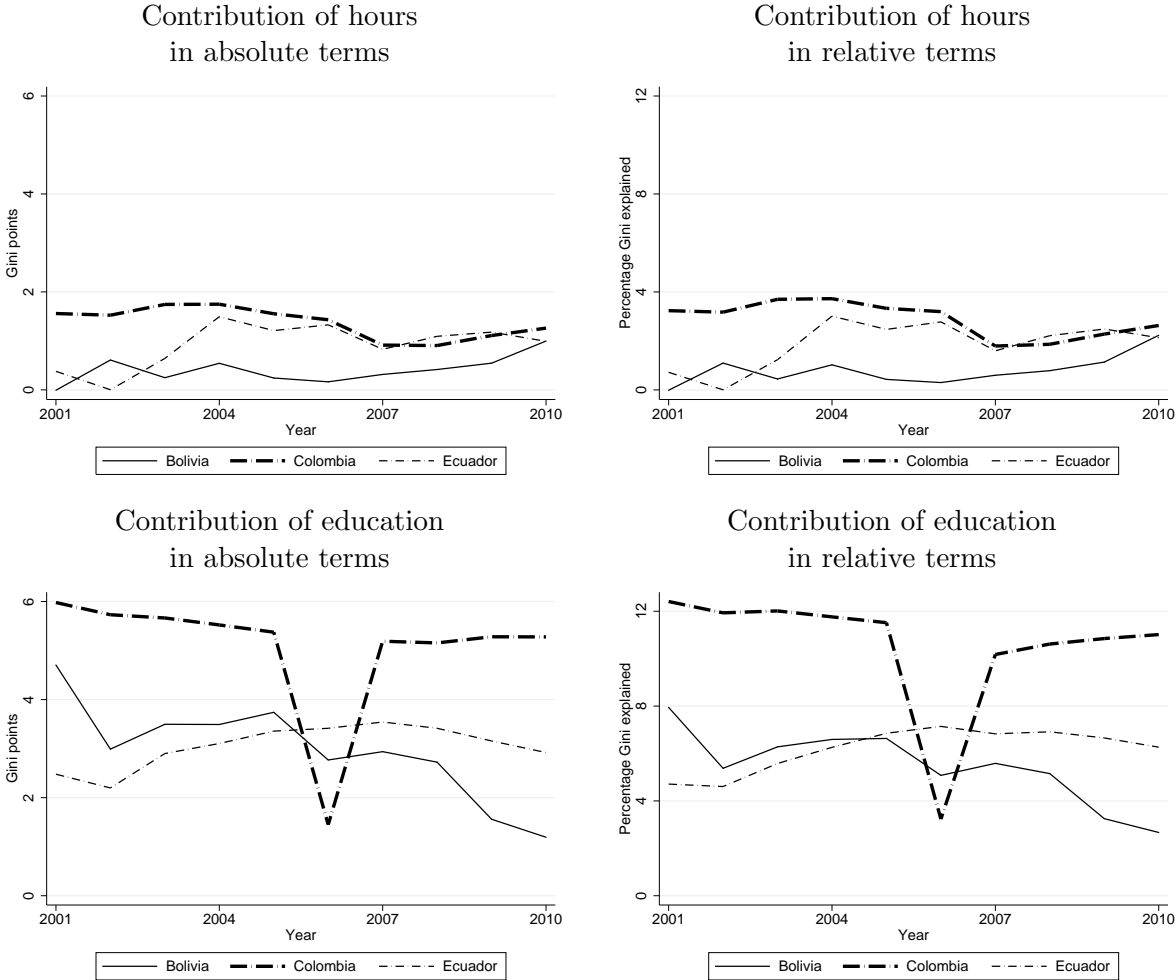 Contribution of hours
in absolute terms
Gini points
6
4
2
0
2001 2004 2007 2010
Year
Bolivia Colombia Ecuador
Contribution of hours
in relative terms
Percentage Gini explained
12
8
4
0
2001 2004 2007 2010
Year
Bolivia Colombia Ecuador
Contribution of education
in absolute terms
Gini points
6
4
2
0
2001 2004 2007 2010
Year
Bolivia Colombia Ecuador
Contribution of education
in relative terms
Percentage Gini explained
12
8
4
0
2001 2004 2007 2010
Year
Bolivia Colombia Ecuador